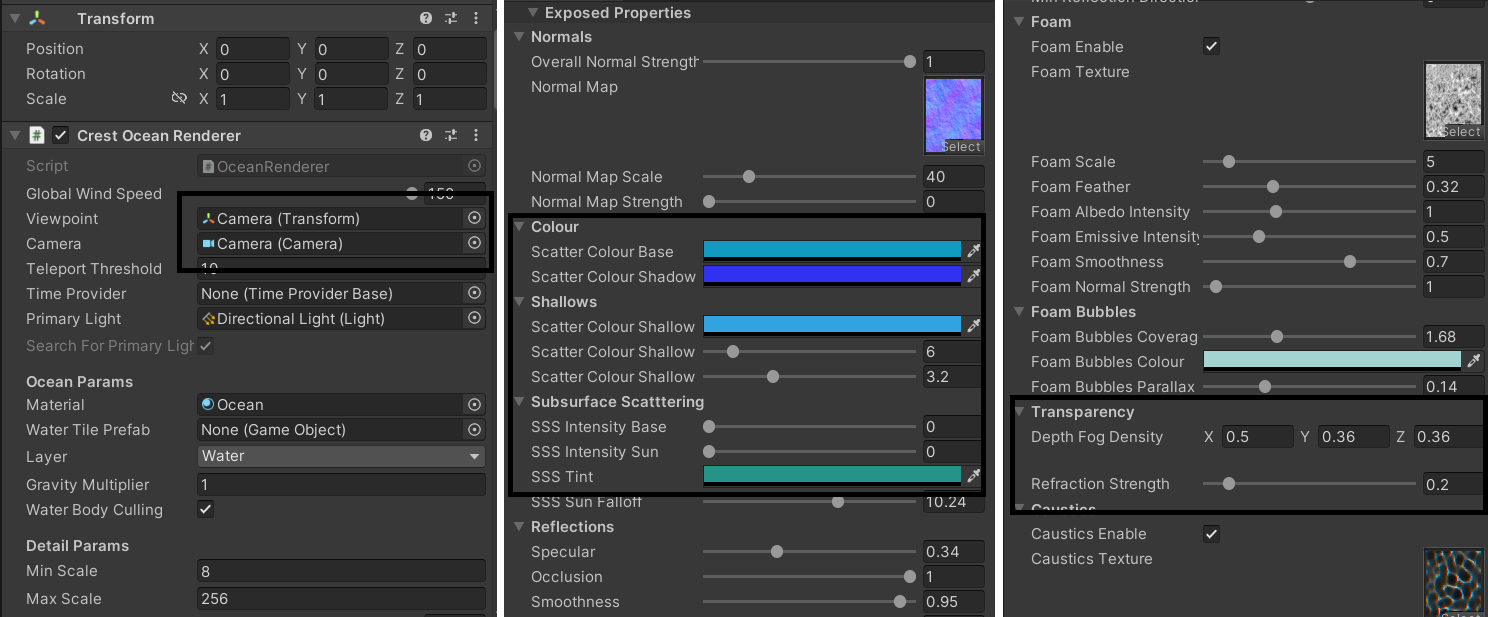 Transform
Position X 0 Y 0 Z 0
Rotation X 0 Y 0 Z 0
Scale X 1 Y 1 Z 1
Crest Ocean Renderer
Script OceanRenderer
Global Wind Speed 150
Viewpoint Camera (Transform)
Camera Camera (Camera)
Teleport Threshold 10
Time Provider None (Time Provider Base)
Primary Light Directional Light (Light)
Search For Primary Ligh
Ocean Params
Material Ocean
Water Tile Prefab None (Game Object)
Layer Water
Gravity Multiplier 1
Water Body Culling
Detail Params
Min Scale 8
Max Scale 256
Exposed Properties
Normals
Overall Normal Strength 1
Normal Map
Select
Normal Map Scale 40
Normal Map Strength 0
Colour
Scatter Colour Base
Scatter Colour Shadow
Shallows
Scatter Colour Shallow
Scatter Colour Shallow 6
Scatter Colour Shallow 3.2
Subsurface Scatttering
SSS Intensity Base 0
SSS Intensity Sun 0
SSS Tint
SSS Sun Falloff 10.24
Reflections
Specular 0.34
Occlusion 1
Smoothness 0.95
Min Reflection Direction
Foam
Foam Enable
Foam Texture
Select
Foam Scale 5
Foam Feather 0.32
Foam Albedo Intensity 1
Foam Emissive Intensity 0.5
Foam Smoothness 0.7
Foam Normal Strength 1
Foam Bubbles
Foam Bubbles Coverag 1.68
Foam Bubbles Colour
Foam Bubbles Parallax 0.14
Transparency
Depth Fog Density X 0.5 Y 0.36 Z 0.36
Refraction Strength 0.2
Caustics
Caustics Enable
Caustics Texture
Select